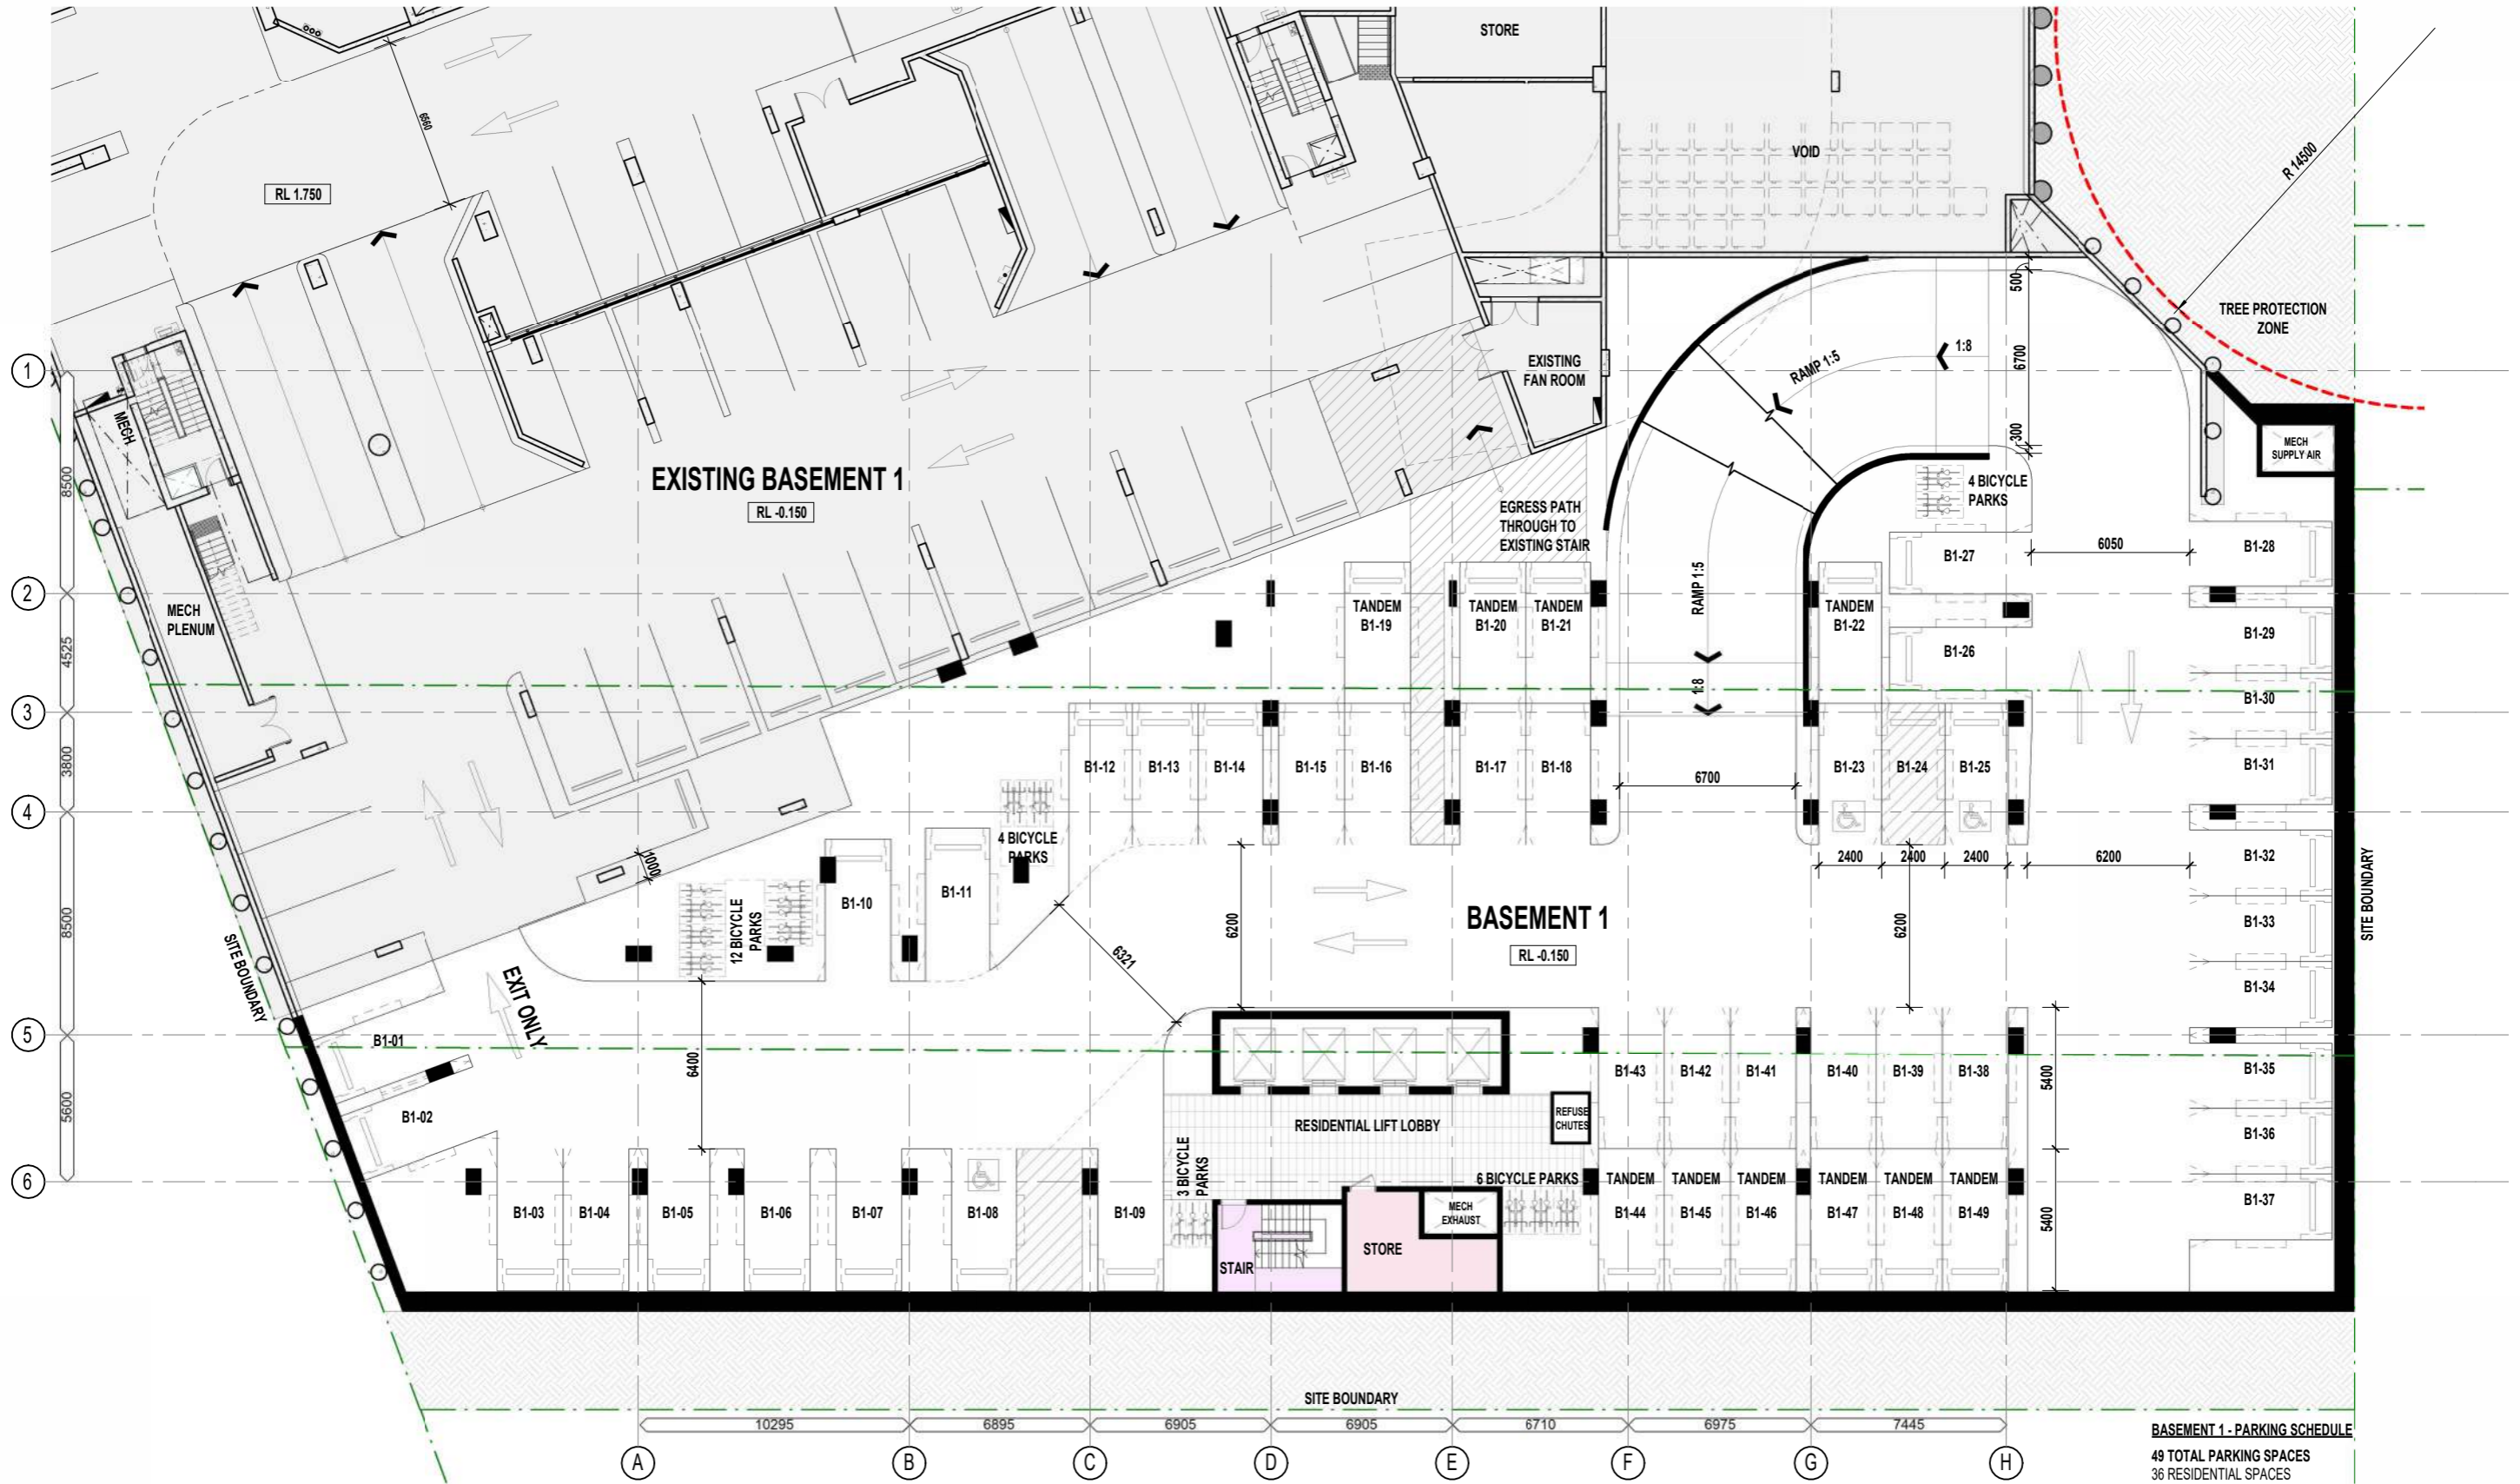 STORE
VOID
R 14500
6560
RL 1.750
TREE PROTECTION
ZONE
500
6700
300
1
EXISTING
FAN ROOM
RAMP 1:5
1:8
MECH
MECH
SUPPLY AIR
EXISTING BASEMENT 1
RL -0.150
4 BICYCLE
PARKS
8500
EGRESS PATH
THROUGH TO
EXISTING STAIR
B1-27
6050
B1-28
2
MECH
PLENUM
TANDEM
B1-19
TANDEM
B1-20
TANDEM
B1-21
RAMP 1:5
TANDEM
B1-22
B1-26
B1-29
4525
1:8
B1-30
3
3800
B1-12
B1-13
B1-14
B1-15
B1-16
B1-17
B1-18
6700
B1-23
B1-24
B1-25
B1-31
4
4 BICYCLE
PARKS
1000
2400
2400
2400
6200
B1-32
B1-10
B1-11
12 BICYCLE
PARKS
8500
6200
BASEMENT 1
RL -0.150
6200
B1-33
SITE BOUNDARY
SITE BOUNDARY
EXIT ONLY
6321
B1-34
5
B1-01
6400
B1-43
B1-42
B1-41
B1-40
B1-39
B1-38
5400
B1-35
5600
B1-02
RESIDENTIAL LIFT LOBBY
REFUSE
CHUTES
B1-36
6
3 BICYCLE
PARKS
6 BICYCLE PARKS
TANDEM
TANDEM
TANDEM
TANDEM
TANDEM
TANDEM
B1-03
B1-04
B1-05
B1-06
B1-07
B1-08
B1-09
MECH
EXHAUST
B1-44
B1-45
B1-46
B1-47
B1-48
B1-49
5400
B1-37
STAIR
STORE
SITE BOUNDARY
10295
6895
6905
6905
6710
6975
7445
A
B
C
D
E
F
G
H
BASEMENT 1 - PARKING SCHEDULE
49 TOTAL PARKING SPACES
36 RESIDENTIAL SPACES